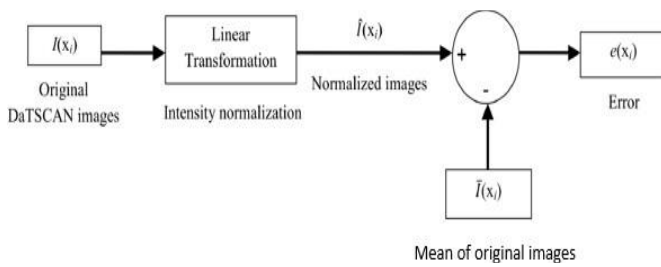 I(xᵢ)
Original
DaTSCAN images
Linear
Transformation
Intensity normalization
Î(xᵢ)
Normalized images
+
-
e(xᵢ)
Error
Ī(xᵢ)
Mean of original images